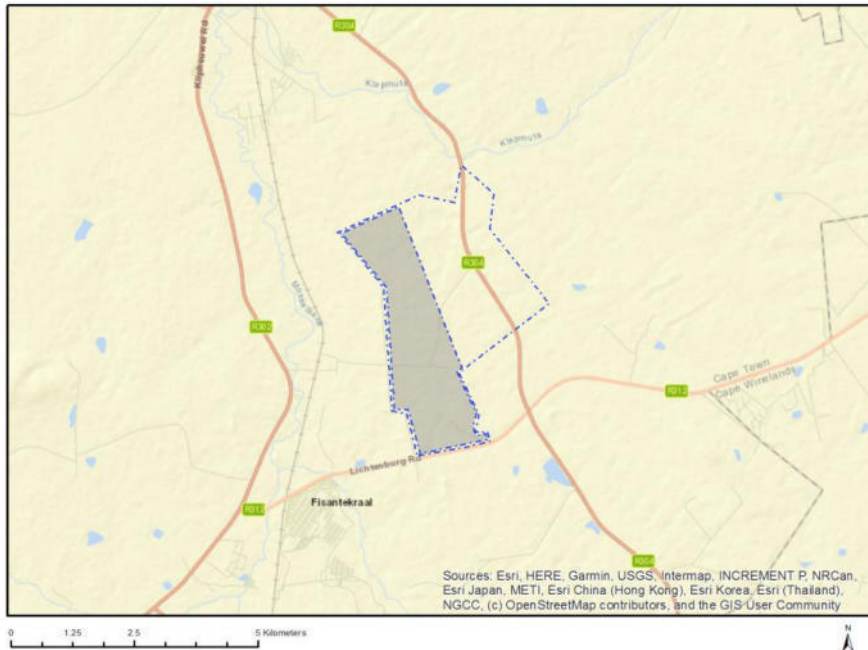 R304
Klipheuwel Rd
Klapmuts
Klapmuts
R304
R302
Cape Town
Cape Winelands
R312
Lichtenburg Rd
R312
Fisantekraal
R304
Sources: Esri, HERE, Garmin, USGS, Intermap, INCREMENT P, NRCan,
Esri Japan, METI, Esri China (Hong Kong), Esri Korea, Esri (Thailand),
NGCC, (c) OpenStreetMap contributors, and the GIS User Community
0 1.25 2.5 5 Kilometers
N